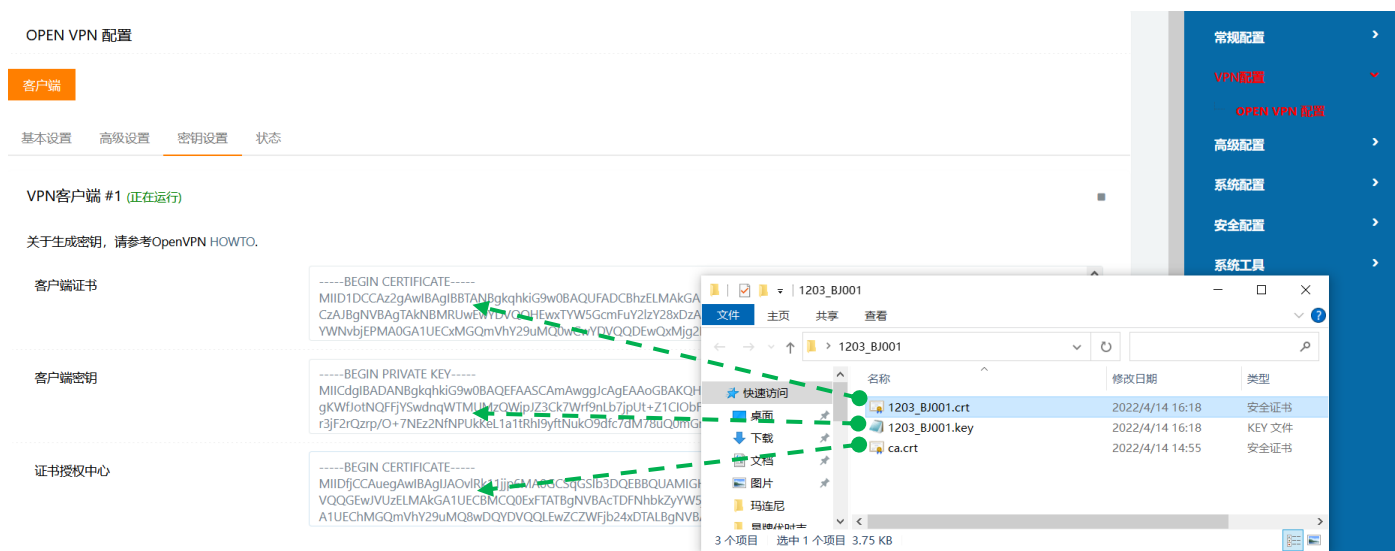 OPEN VPN 配置
客户端
基本设置 高级设置 密钥设置 状态
VPN客户端 #1 (正在运行)
关于生成密钥，请参考OpenVPN HOWTO.
客户端证书
-----BEGIN CERTIFICATE-----
客户端密钥
-----BEGIN PRIVATE KEY-----
证书授权中心
-----BEGIN CERTIFICATE-----
常规配置
VPN配置
OPEN VPN 配置
高级配置
系统配置
安全配置
系统工具
1203_BJ001
文件 主页 共享 查看
1203_BJ001
名称 修改日期 类型
快速访问
桌面
下载
文档
图片
玛连尼
1203_BJ001.crt 2022/4/14 16:18 安全证书
1203_BJ001.key 2022/4/14 16:18 KEY 文件
ca.crt 2022/4/14 14:55 安全证书
3 个项目 选中 1 个项目 3.75 KB